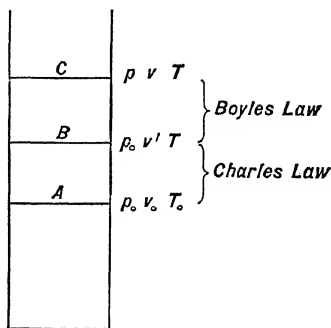 C p v T
Boyles Law
B p₀ v' T
Charles Law
A p₀ v₀ T₀